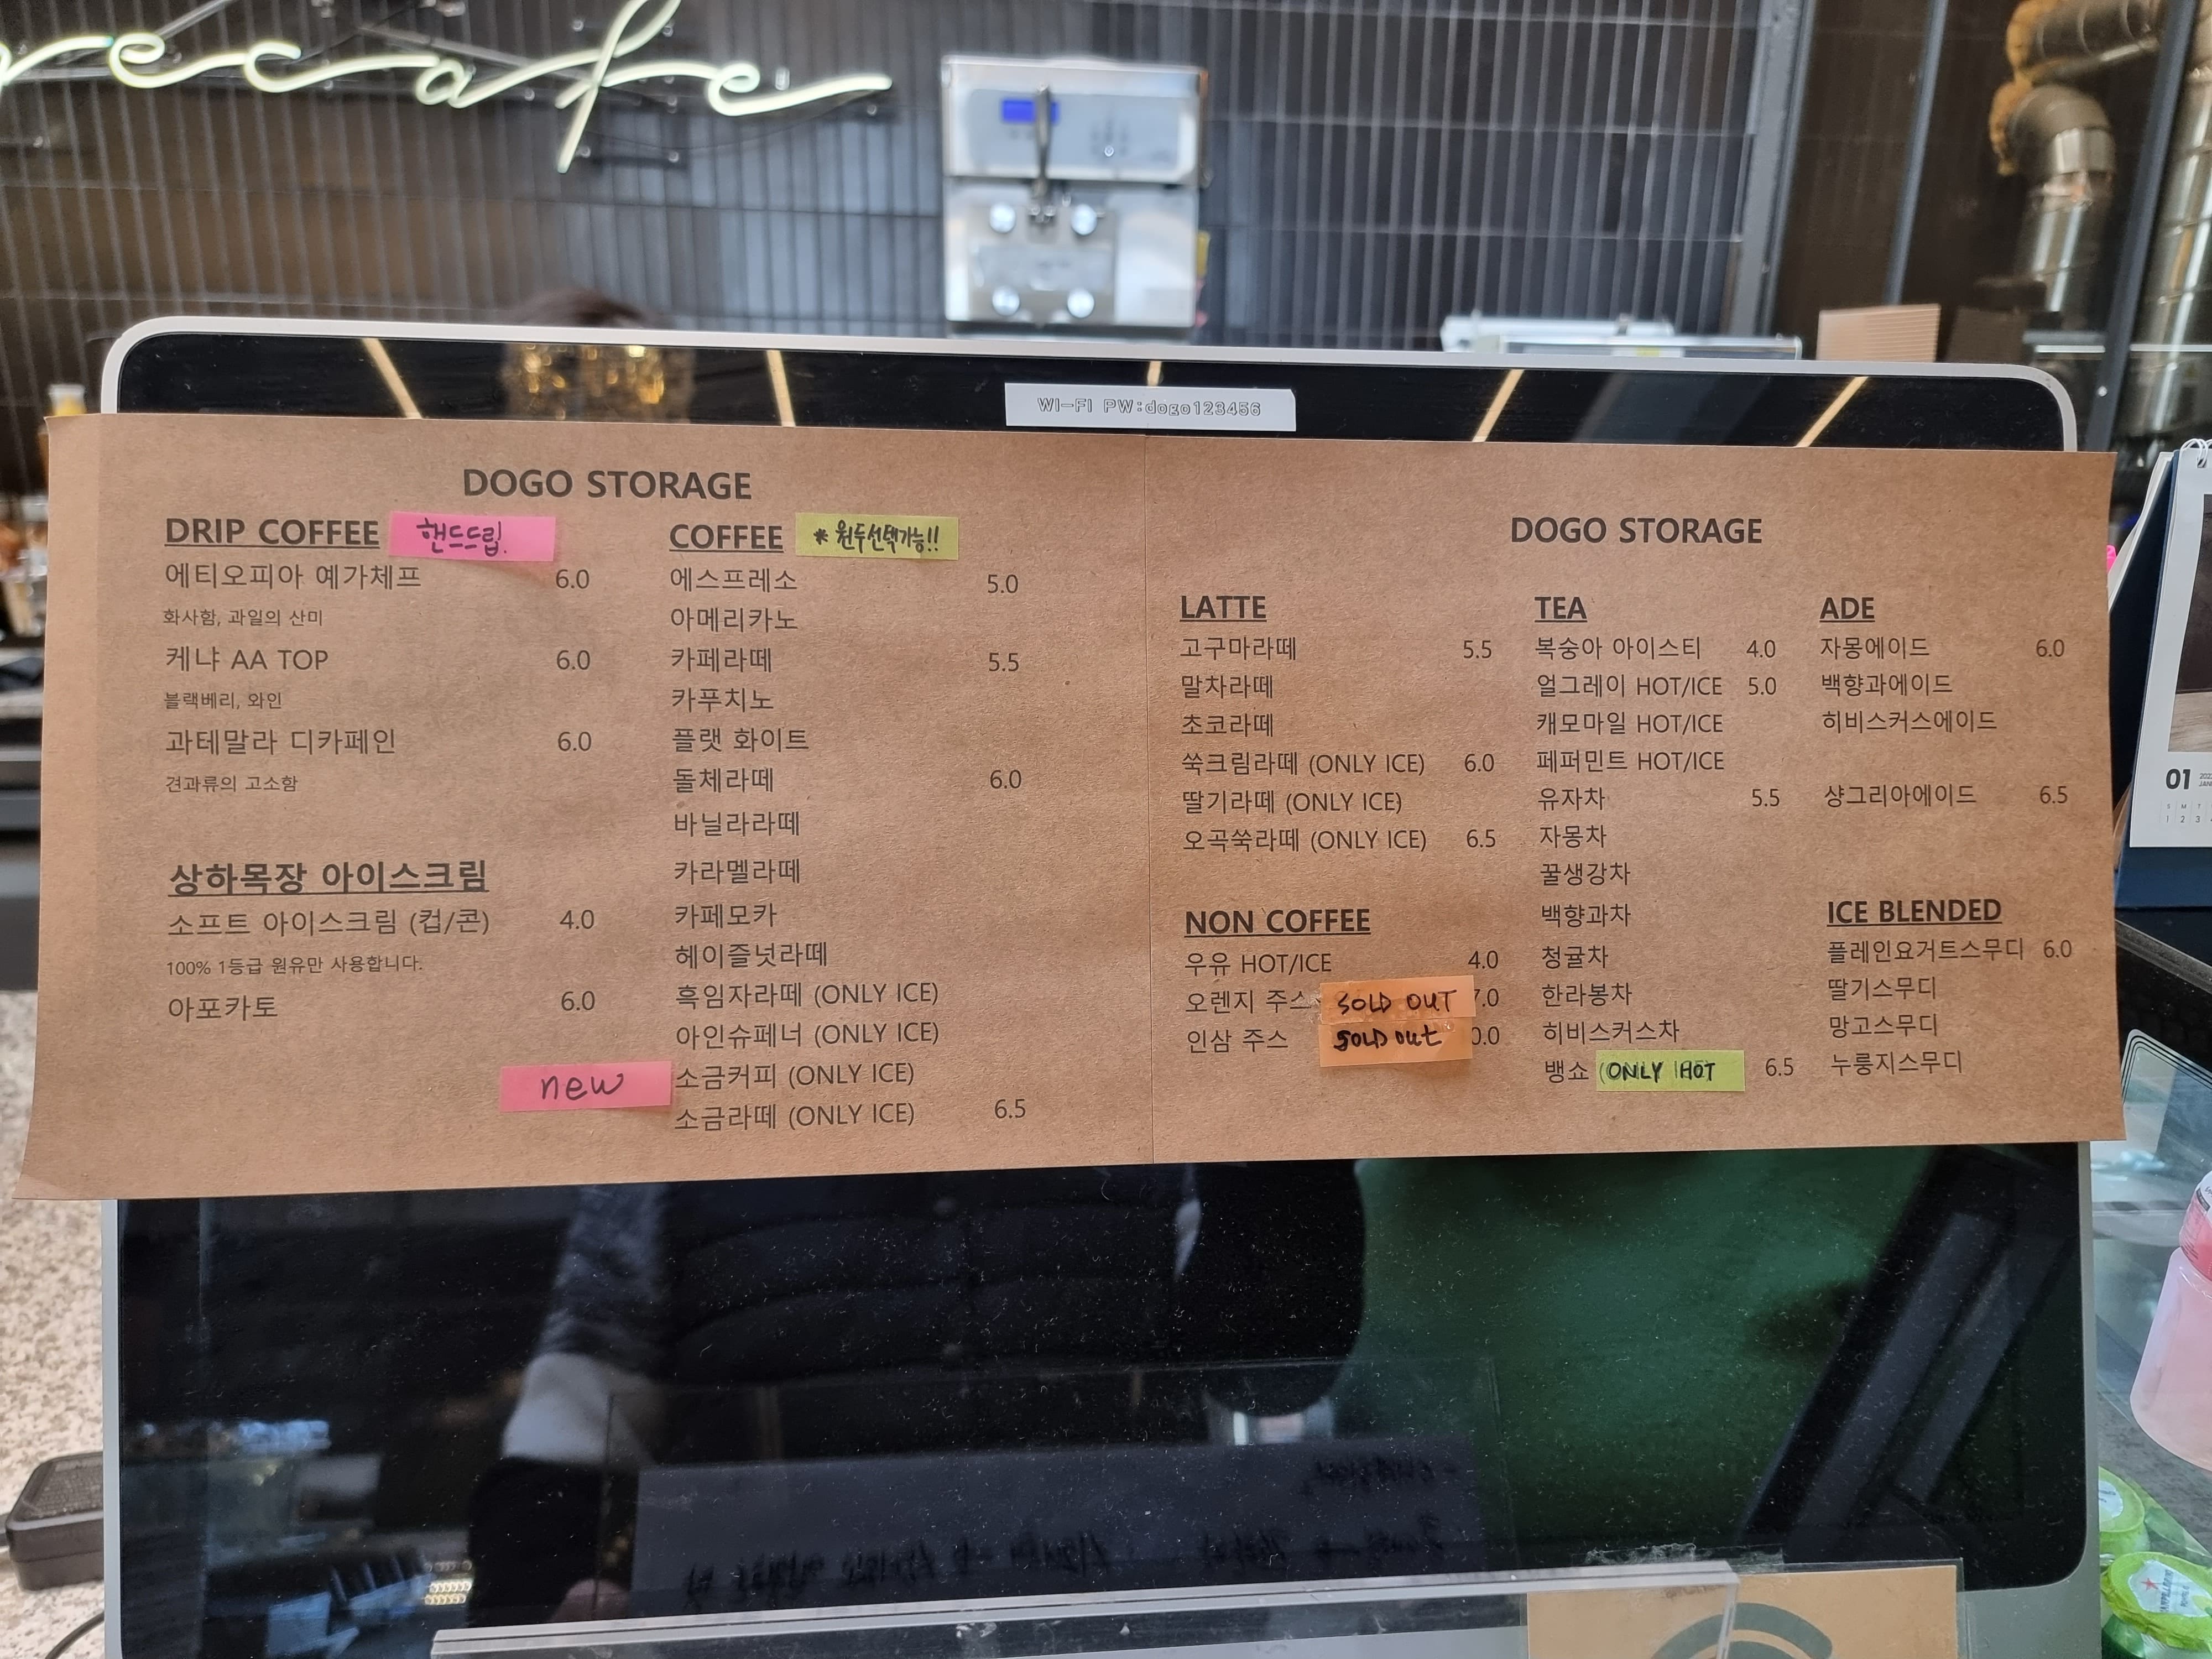 ecafe
WI-FI PW:dogo123456
DOGO STORAGE
DRIP COFFEE 핸드드립.
에티오피아 예가체프 6.0
화사함, 과일의 산미
케냐 AA TOP 6.0
블랙베리, 와인
과테말라 디카페인 6.0
견과류의 고소함
상하목장 아이스크림
소프트 아이스크림 (컵/콘) 4.0
100% 1등급 원유만 사용합니다.
아포카토 6.0
COFFEE * 원두선택가능!!
에스프레소 5.0
아메리카노
카페라떼 5.5
카푸치노
플랫 화이트
돌체라떼 6.0
바닐라라떼
카라멜라떼
카페모카
헤이즐넛라떼
흑임자라떼 (ONLY ICE)
아인슈페너 (ONLY ICE)
new 소금커피 (ONLY ICE)
소금라떼 (ONLY ICE) 6.5
DOGO STORAGE
LATTE
고구마라떼 5.5
말차라떼
초코라떼
쑥크림라떼 (ONLY ICE) 6.0
딸기라떼 (ONLY ICE)
오곡쑥라떼 (ONLY ICE) 6.5
NON COFFEE
우유 HOT/ICE 4.0
오렌지 주스 SOLD OUT 7.0
인삼 주스 SOLD OUT 0.0
TEA
복숭아 아이스티 4.0
얼그레이 HOT/ICE 5.0
캐모마일 HOT/ICE
페퍼민트 HOT/ICE
유자차 5.5
자몽차
꿀생강차
백향과차
청귤차
한라봉차
히비스커스차
뱅쇼 (ONLY HOT 6.5
ADE
자몽에이드 6.0
백향과에이드
히비스커스에이드
샹그리아에이드 6.5
ICE BLENDED
플레인요거트스무디 6.0
딸기스무디
망고스무디
누룽지스무디
01